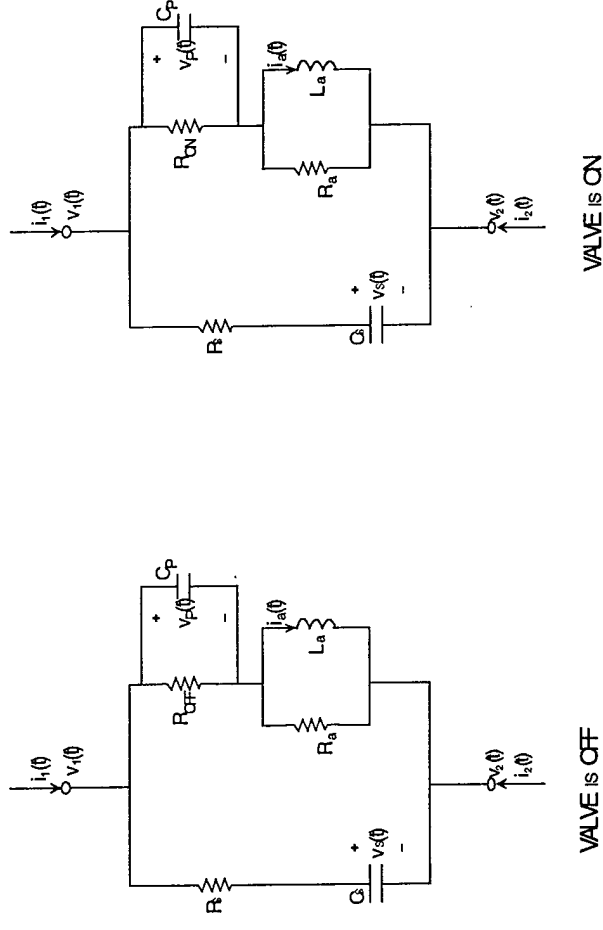 i1(t)
v1(t)
Rs
Cs
+
vs(t)
–
ROFF
CP
+
vP(t)
–
Ra
ia(t)
La
v2(t)
i2(t)
VALVE IS OFF
i1(t)
v1(t)
Rs
Cs
+
vs(t)
–
RON
CP
+
vP(t)
–
Ra
ia(t)
La
v2(t)
i2(t)
VALVE IS ON